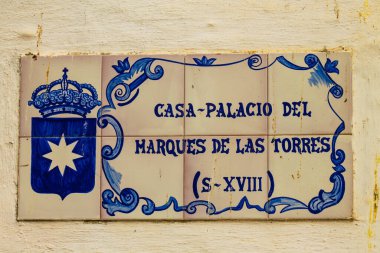 CASA-PALACIO DEL
MARQUES DE LAS TORRES
(S-XVIII)